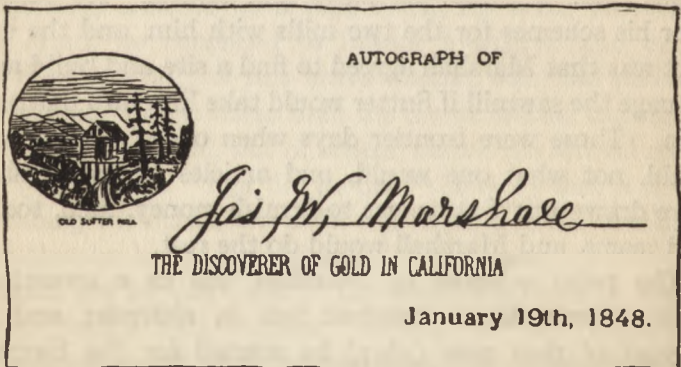 AUTOGRAPH OF
OLD SUTTER MILL
Jas. W. Marshall
THE DISCOVERER OF GOLD IN CALIFORNIA
January 19th, 1848.